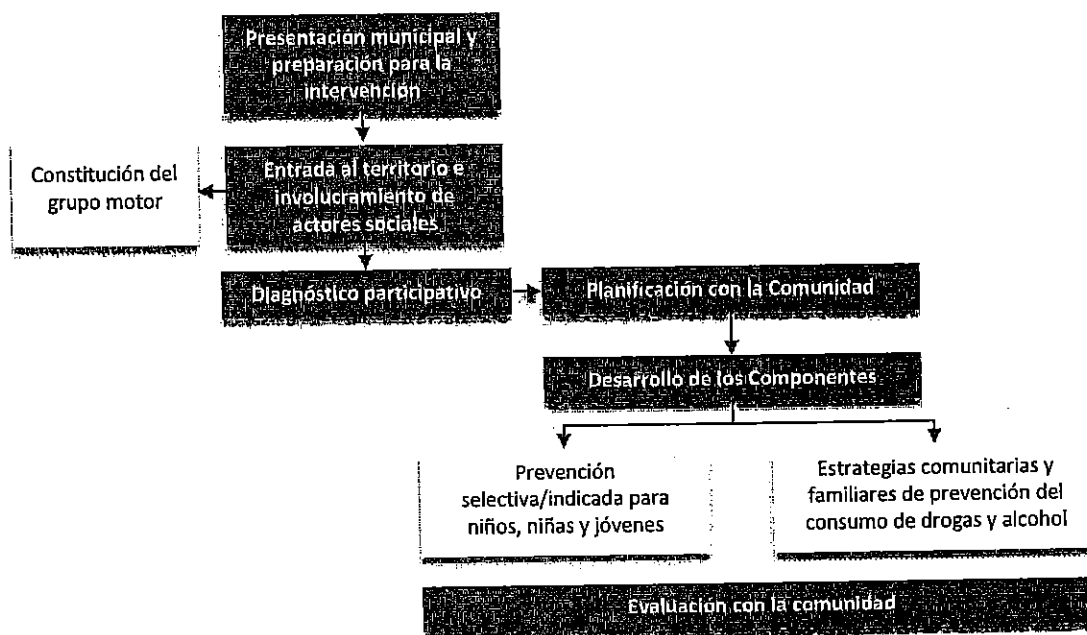 Presentación municipal y
preparación para la
intervención
Constitución del
grupo motor
Entrada al territorio e
involucramiento de
actores sociales
Diagnóstico participativo
Planificación con la Comunidad
Desarrollo de los Componentes
Prevención
selectiva/indicada para
niños, niñas y jóvenes
Estrategias comunitarias y
familiares de prevención del
consumo de drogas y alcohol
Evaluación con la comunidad